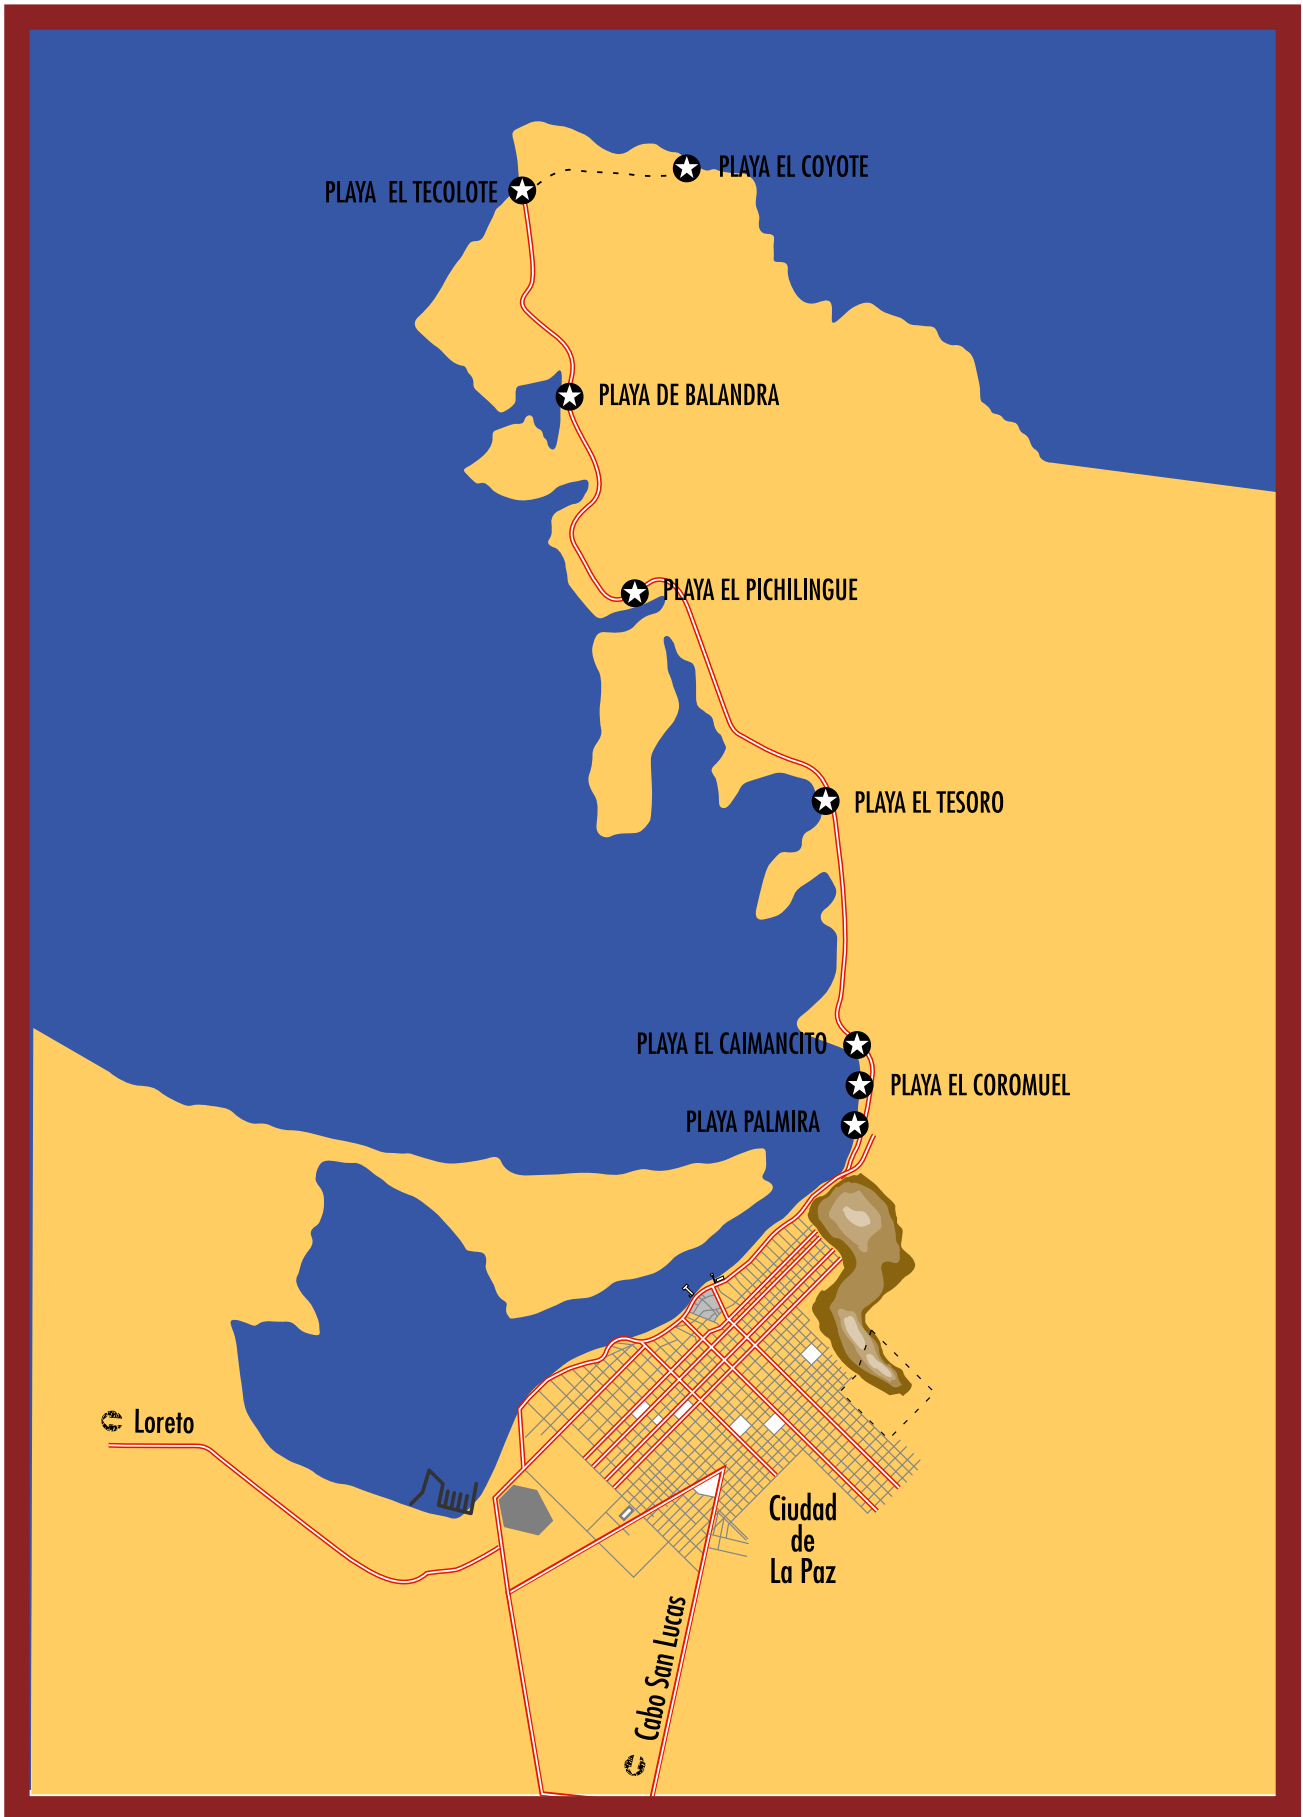 PLAYA EL COYOTE
PLAYA EL TECOLOTE
PLAYA DE BALANDRA
PLAYA EL PICHILINGUE
PLAYA EL TESORO
PLAYA EL CAIMANCITO
PLAYA EL COROMUEL
PLAYA PALMIRA
Loreto
Ciudad
de
La Paz
Cabo San Lucas